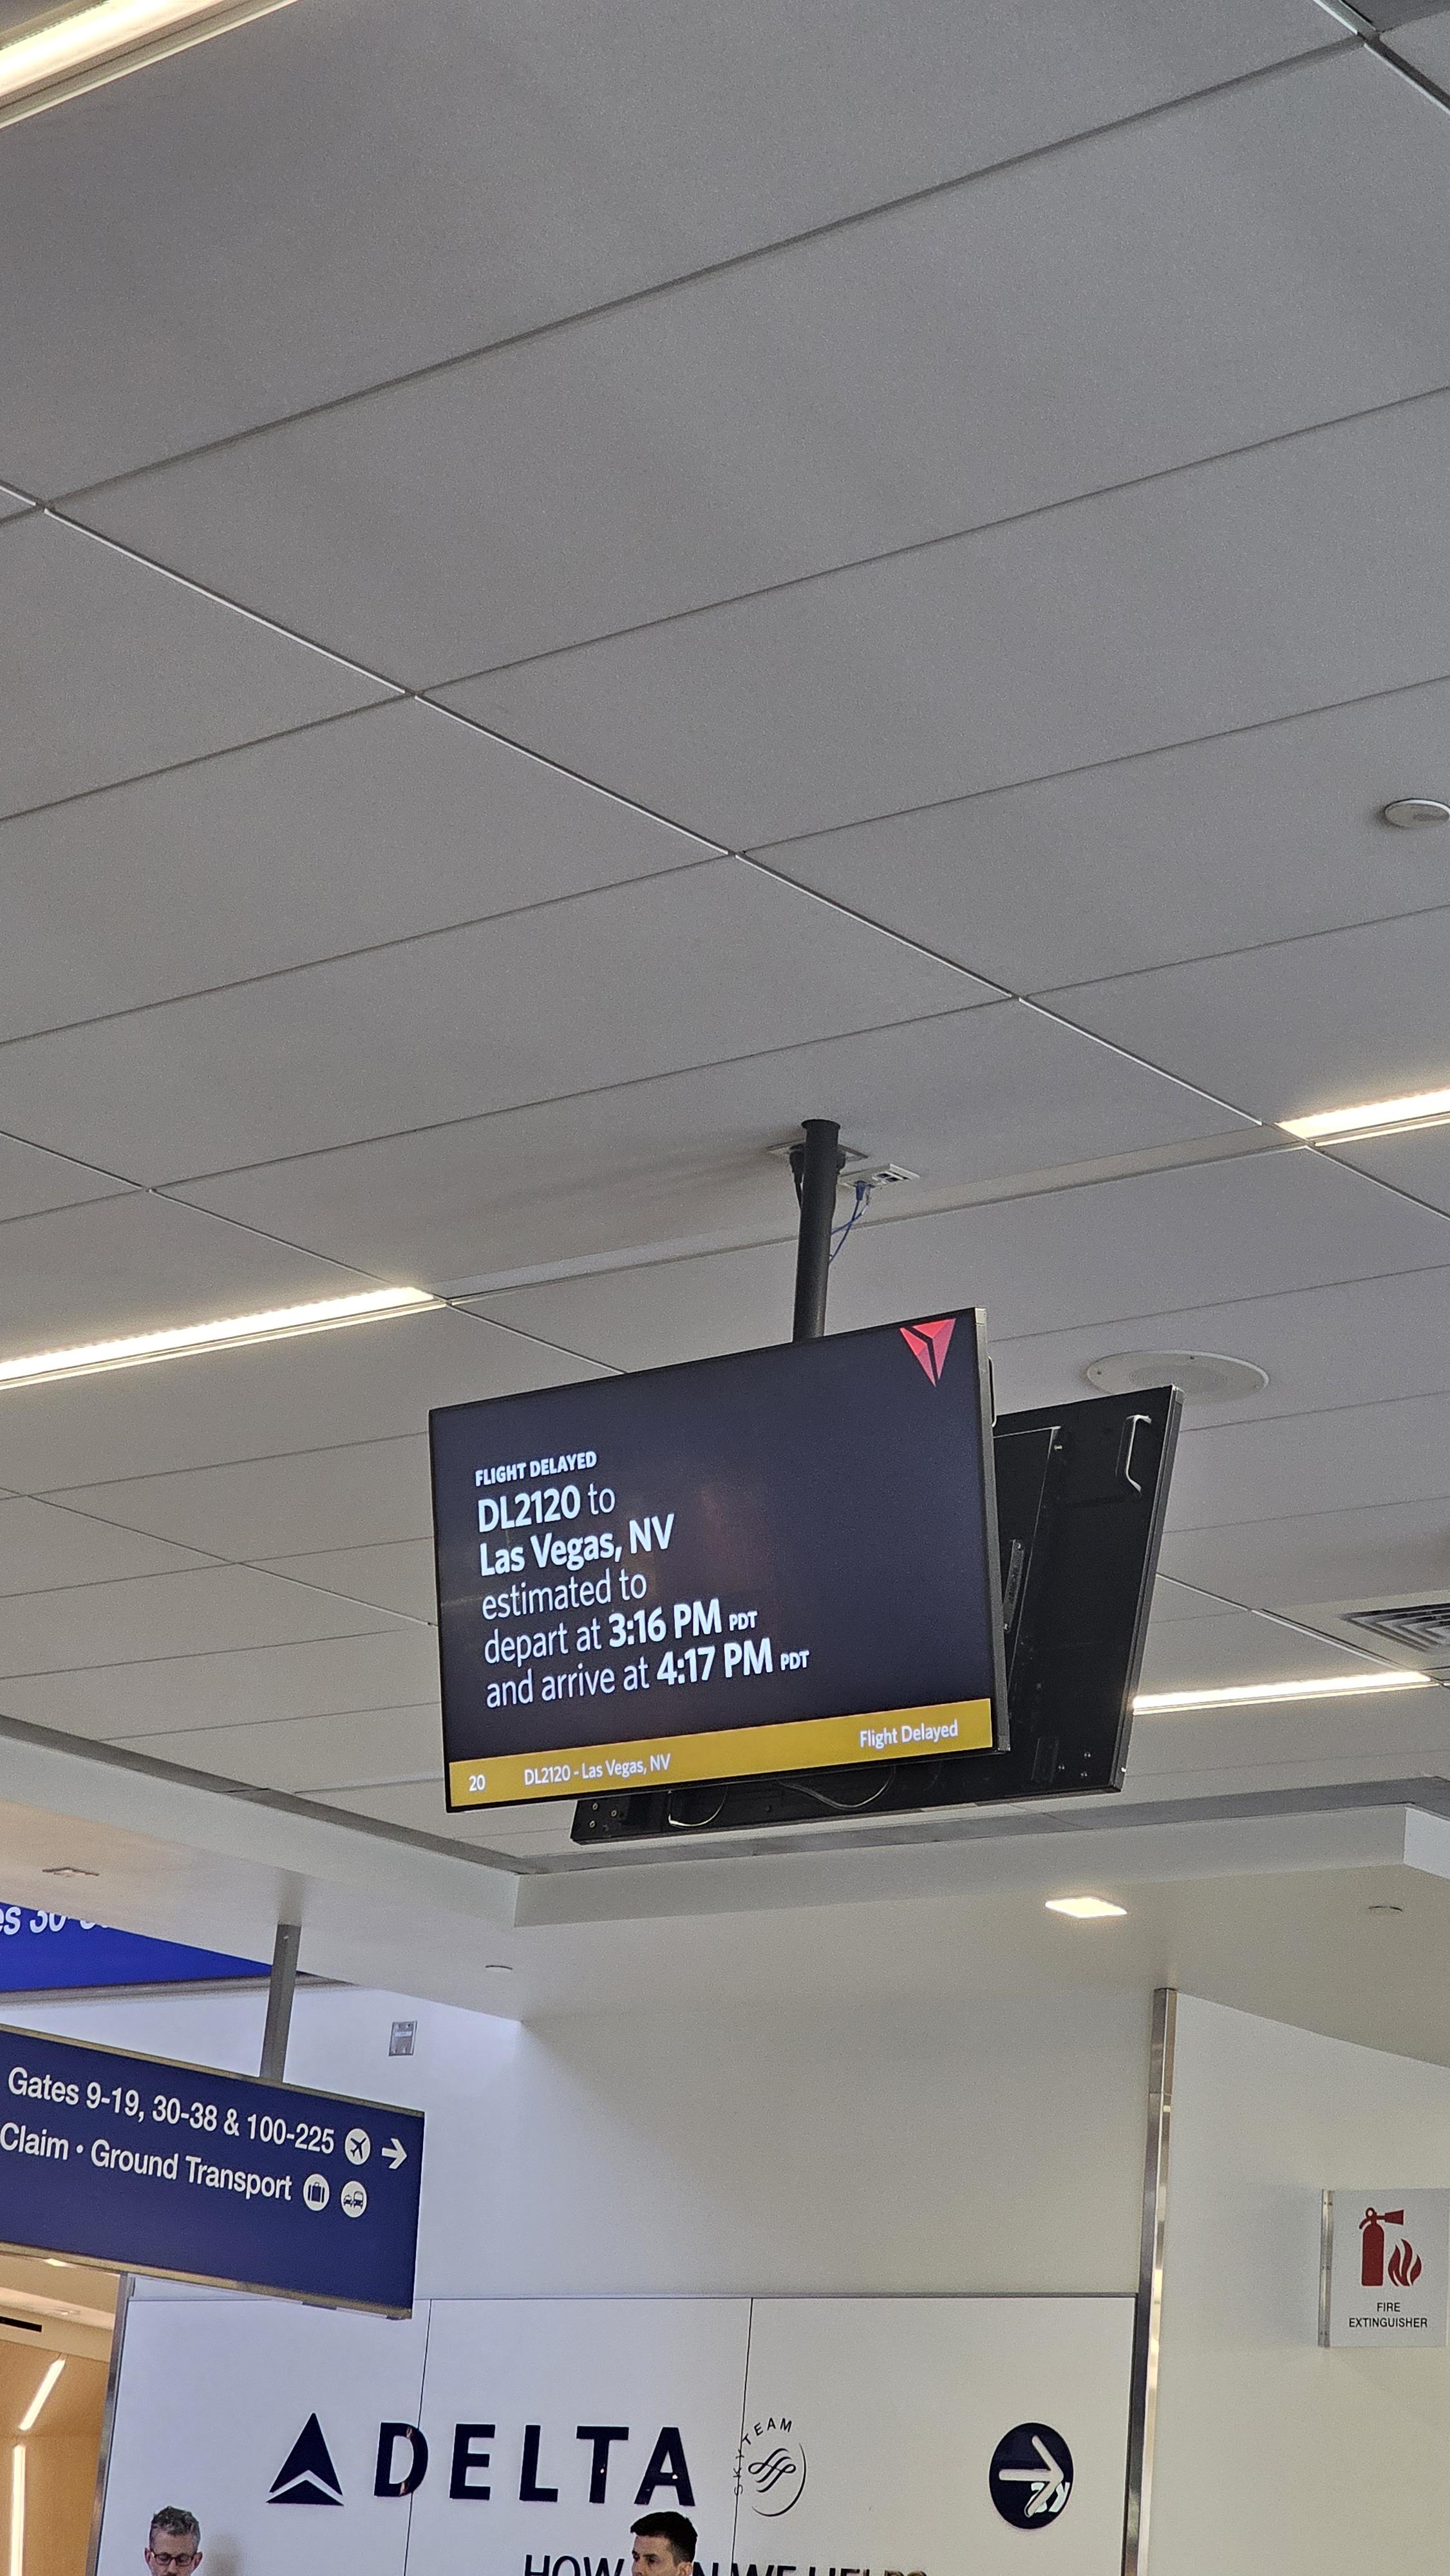 FLIGHT DELAYED
DL2120 to
Las Vegas, NV
estimated to
depart at 3:16 PM PDT
and arrive at 4:17 PM PDT
20 DL2120 - Las Vegas, NV Flight Delayed
Gates 9-19, 30-38 & 100-225
Claim • Ground Transport
FIRE
EXTINGUISHER
DELTA
SKYTEAM
HOW WE